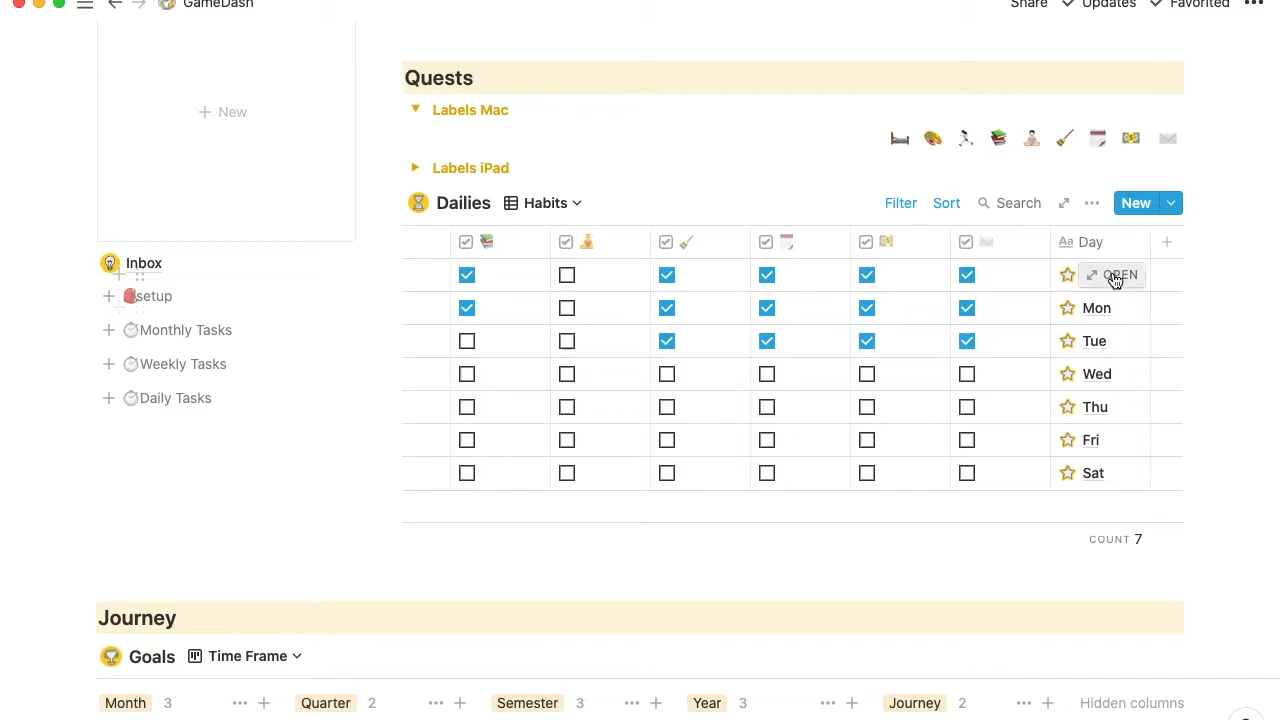 GameDash
Share Updates Favorited
+ New
Quests
Labels Mac
Labels iPad
Dailies Habits
Filter Sort Search New
Day
OPEN
Mon
Tue
Wed
Thu
Fri
Sat
COUNT 7
Inbox
setup
Monthly Tasks
Weekly Tasks
Daily Tasks
Journey
Goals Time Frame
Month 3 Quarter 2 Semester 3 Year 3 Journey 2 Hidden columns